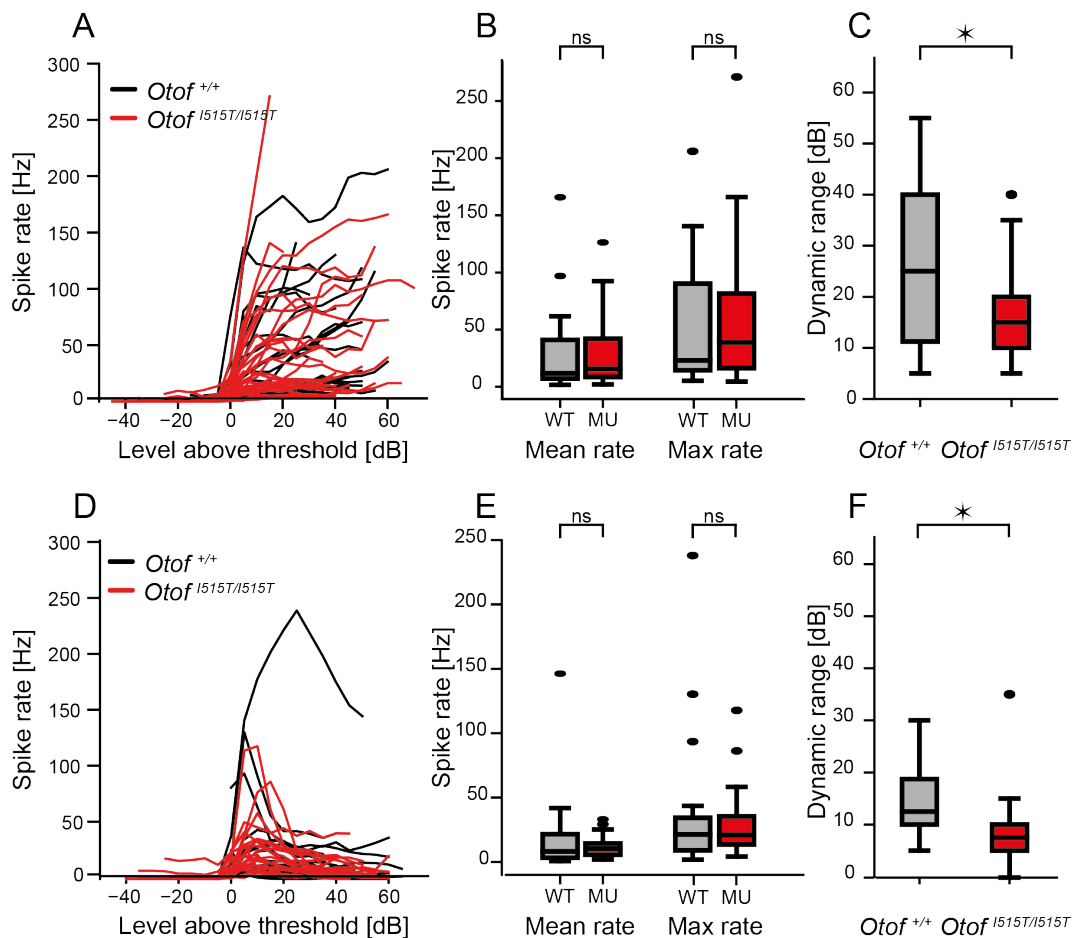 A
300
250
200
150
100
50
0
Spike rate [Hz]
Otof +/+
Otof I515T/I515T
−40 −20 0 20 40 60
Level above threshold [dB]
B
ns ns
250
200
150
100
50
0
Spike rate [Hz]
WT MU WT MU
Mean rate Max rate
C
✶
60
50
40
30
20
10
0
Dynamic range [dB]
Otof +/+ Otof I515T/I515T
D
300
250
200
150
100
50
0
Spike rate [Hz]
Otof +/+
Otof I515T/I515T
−40 −20 0 20 40 60
Level above threshold [dB]
E
ns ns
250
200
150
100
50
0
Spike rate [Hz]
WT MU WT MU
Mean rate Max rate
F
✶
60
50
40
30
20
10
0
Dynamic range [dB]
Otof +/+ Otof I515T/I515T